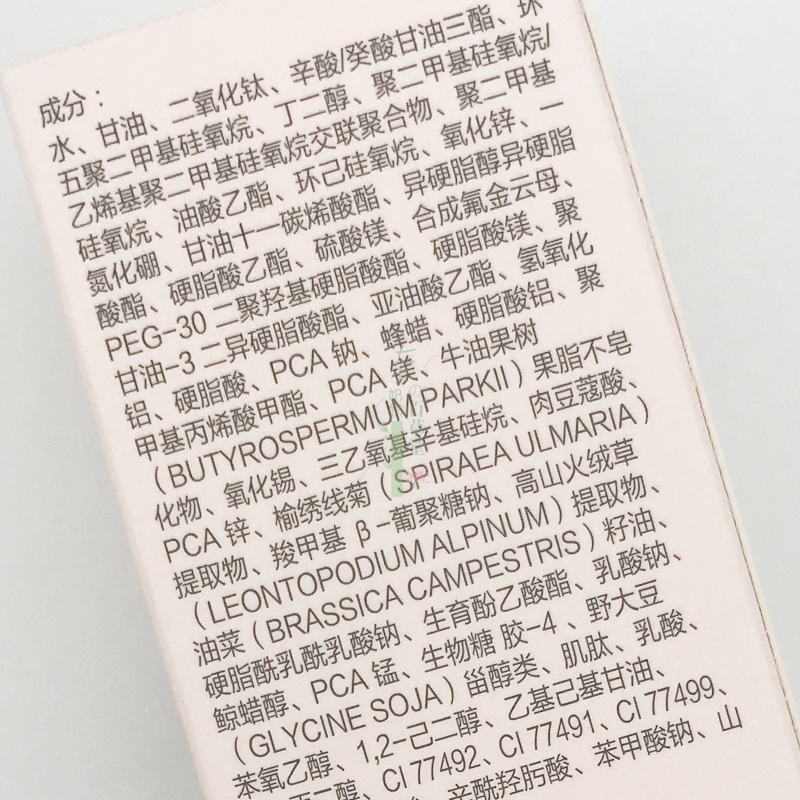 成分：
水、甘油、二氧化钛、辛酸/癸酸甘油三酯、环
五聚二甲基硅氧烷、丁二醇、聚二甲基硅氧烷/
乙烯基聚二甲基硅氧烷交联聚合物、聚二甲基
硅氧烷、油酸乙酯、环己硅氧烷、氧化锌、一
氮化硼、甘油十一碳烯酸酯、异硬脂醇异硬脂
酸酯、硬脂酸乙酯、硫酸镁、合成氟金云母、
PEG-30 二聚羟基硬脂酸酯、硬脂酸镁、聚
甘油-3 二异硬脂酸酯、亚油酸乙酯、氢氧化
铝、硬脂酸、PCA 钠、蜂蜡、硬脂酸铝、聚
甲基丙烯酸甲酯、PCA 镁、牛油果树
（BUTYROSPERMUM PARKII）果脂不皂
化物、氧化锡、三乙氧基辛基硅烷、肉豆蔻酸、
PCA 锌、榆绣线菊（SPIRAEA ULMARIA）
提取物、羧甲基 β-葡聚糖钠、高山火绒草
（LEONTOPODIUM ALPINUM）提取物、
油菜（BRASSICA CAMPESTRIS）籽油、
硬脂酰乳酰乳酸钠、生育酚乙酸酯、乳酸钠、
鲸蜡醇、PCA 锰、生物糖 胶-4 、野大豆
（GLYCINE SOJA）甾醇类、肌肽、乳酸、
苯氧乙醇、1,2-己二醇、乙基己基甘油、
二醇、CI 77492、CI 77491、CI 77499、
辛酰羟肟酸、苯甲酸钠、山